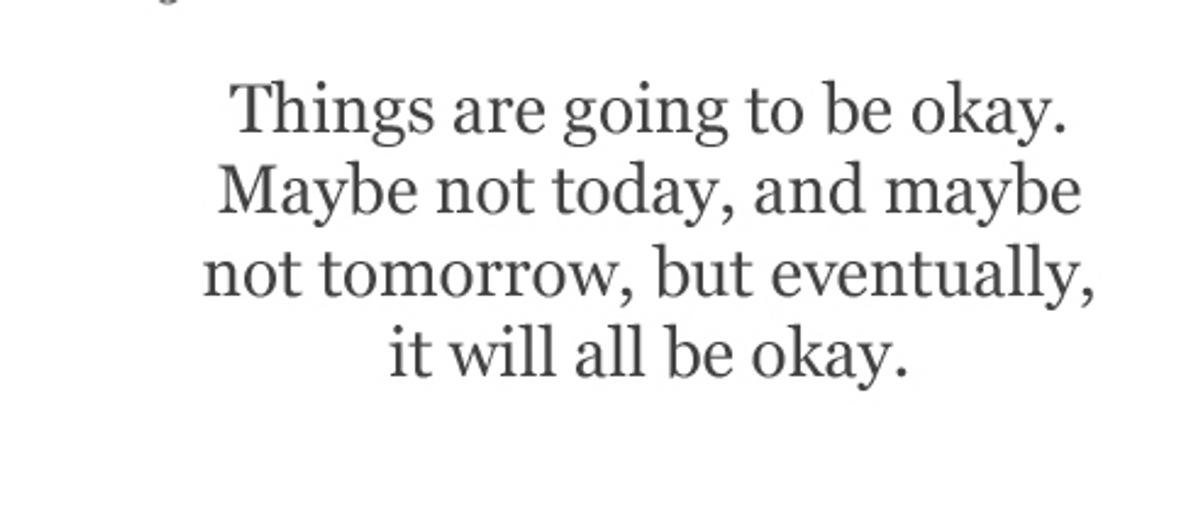 Things are going to be okay.
Maybe not today, and maybe
not tomorrow, but eventually,
it will all be okay.